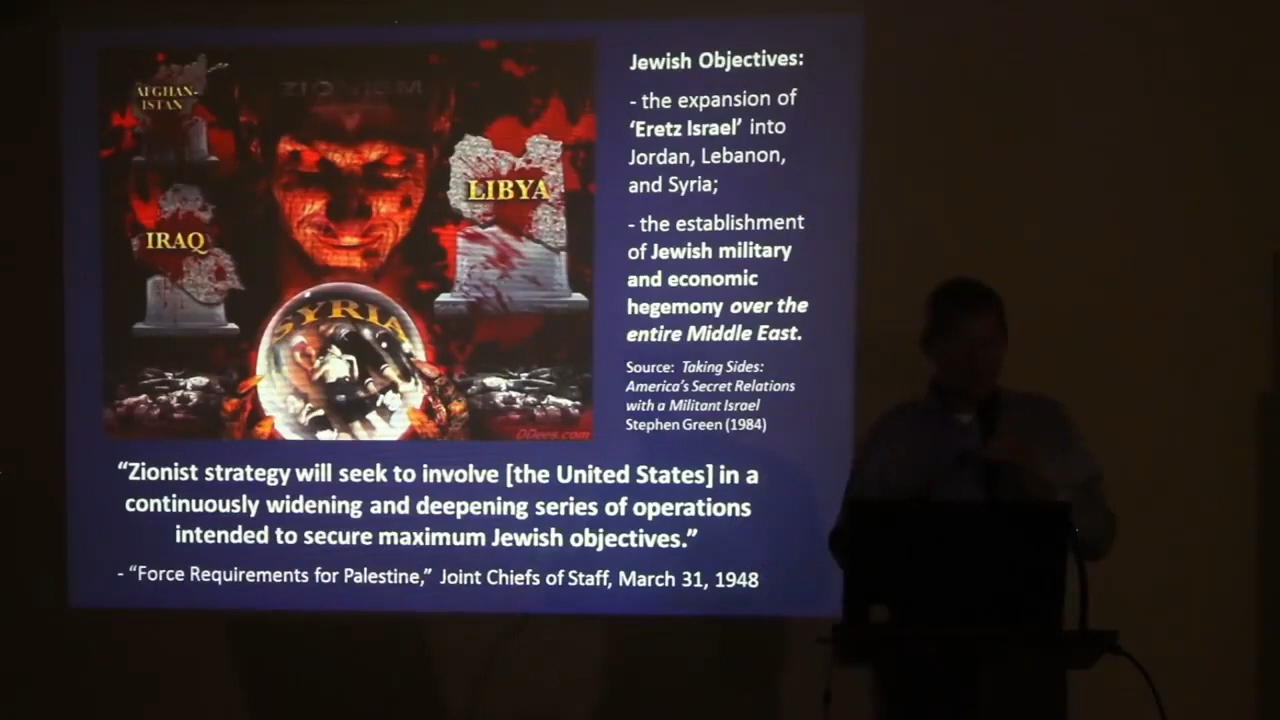 ZIONISM
AFGHAN-
ISTAN
IRAQ
LIBYA
SYRIA
DDees.com
Jewish Objectives:
- the expansion of
‘Eretz Israel’ into
Jordan, Lebanon,
and Syria;
- the establishment
of Jewish military
and economic
hegemony over the
entire Middle East.
Source: Taking Sides:
America's Secret Relations
with a Militant Israel
Stephen Green (1984)
“Zionist strategy will seek to involve [the United States] in a
continuously widening and deepening series of operations
intended to secure maximum Jewish objectives.”
- “Force Requirements for Palestine,” Joint Chiefs of Staff, March 31, 1948